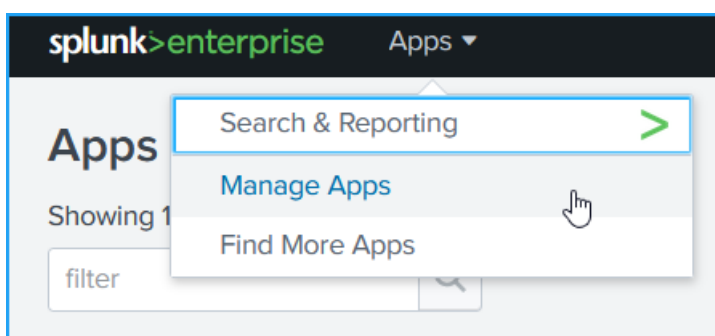 splunk>enterprise Apps
Search & Reporting >
Apps
Manage Apps
Showing 1
Find More Apps
filter